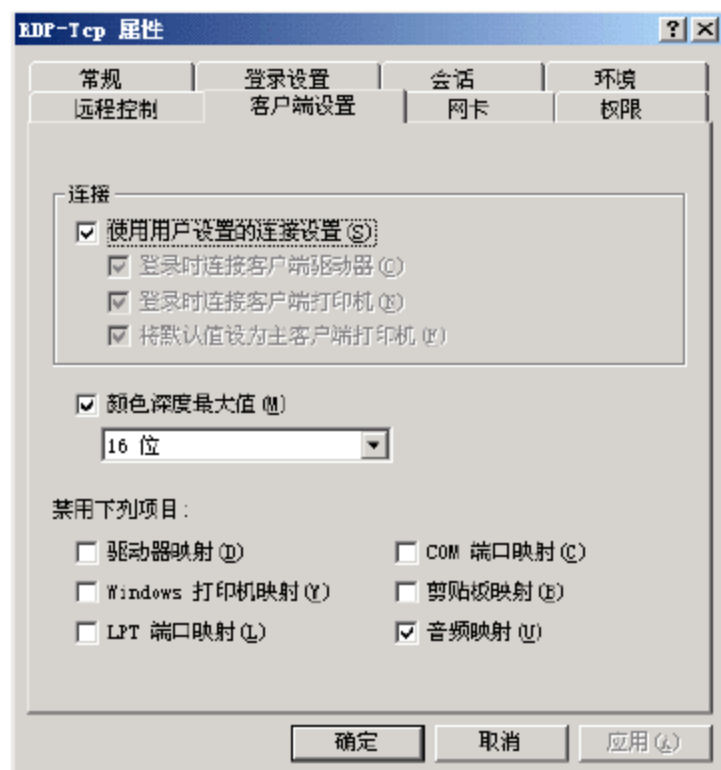 RDP-Tcp 属性
常规 登录设置 会话 环境
远程控制 客户端设置 网卡 权限
连接
使用用户设置的连接设置(S)
登录时连接客户端驱动器(C)
登录时连接客户端打印机(E)
将默认值设为主客户端打印机(F)
颜色深度最大值(M)
16 位
禁用下列项目:
驱动器映射(D) COM 端口映射(C)
Windows 打印机映射(Y) 剪贴板映射(B)
LPT 端口映射(L) 音频映射(U)
确定 取消 应用(A)